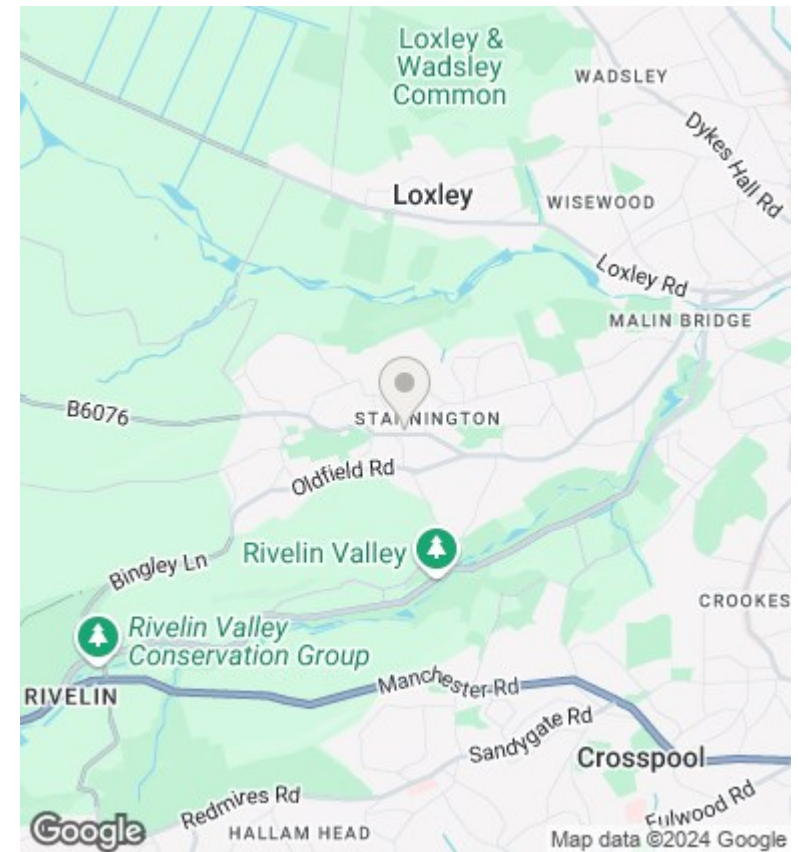 Loxley &
Wadsley
Common
WADSLEY
Dykes Hall Rd
Loxley
WISEWOOD
Loxley Rd
MALIN BRIDGE
B6076
STANNINGTON
Oldfield Rd
Rivelin Valley
Bingley Ln
CROOKES
Rivelin Valley
Conservation Group
RIVELIN
Manchester Rd
Sandygate Rd
Crosspool
Redmires Rd
Fulwood Rd
HALLAM HEAD
Google
Map data ©2024 Google